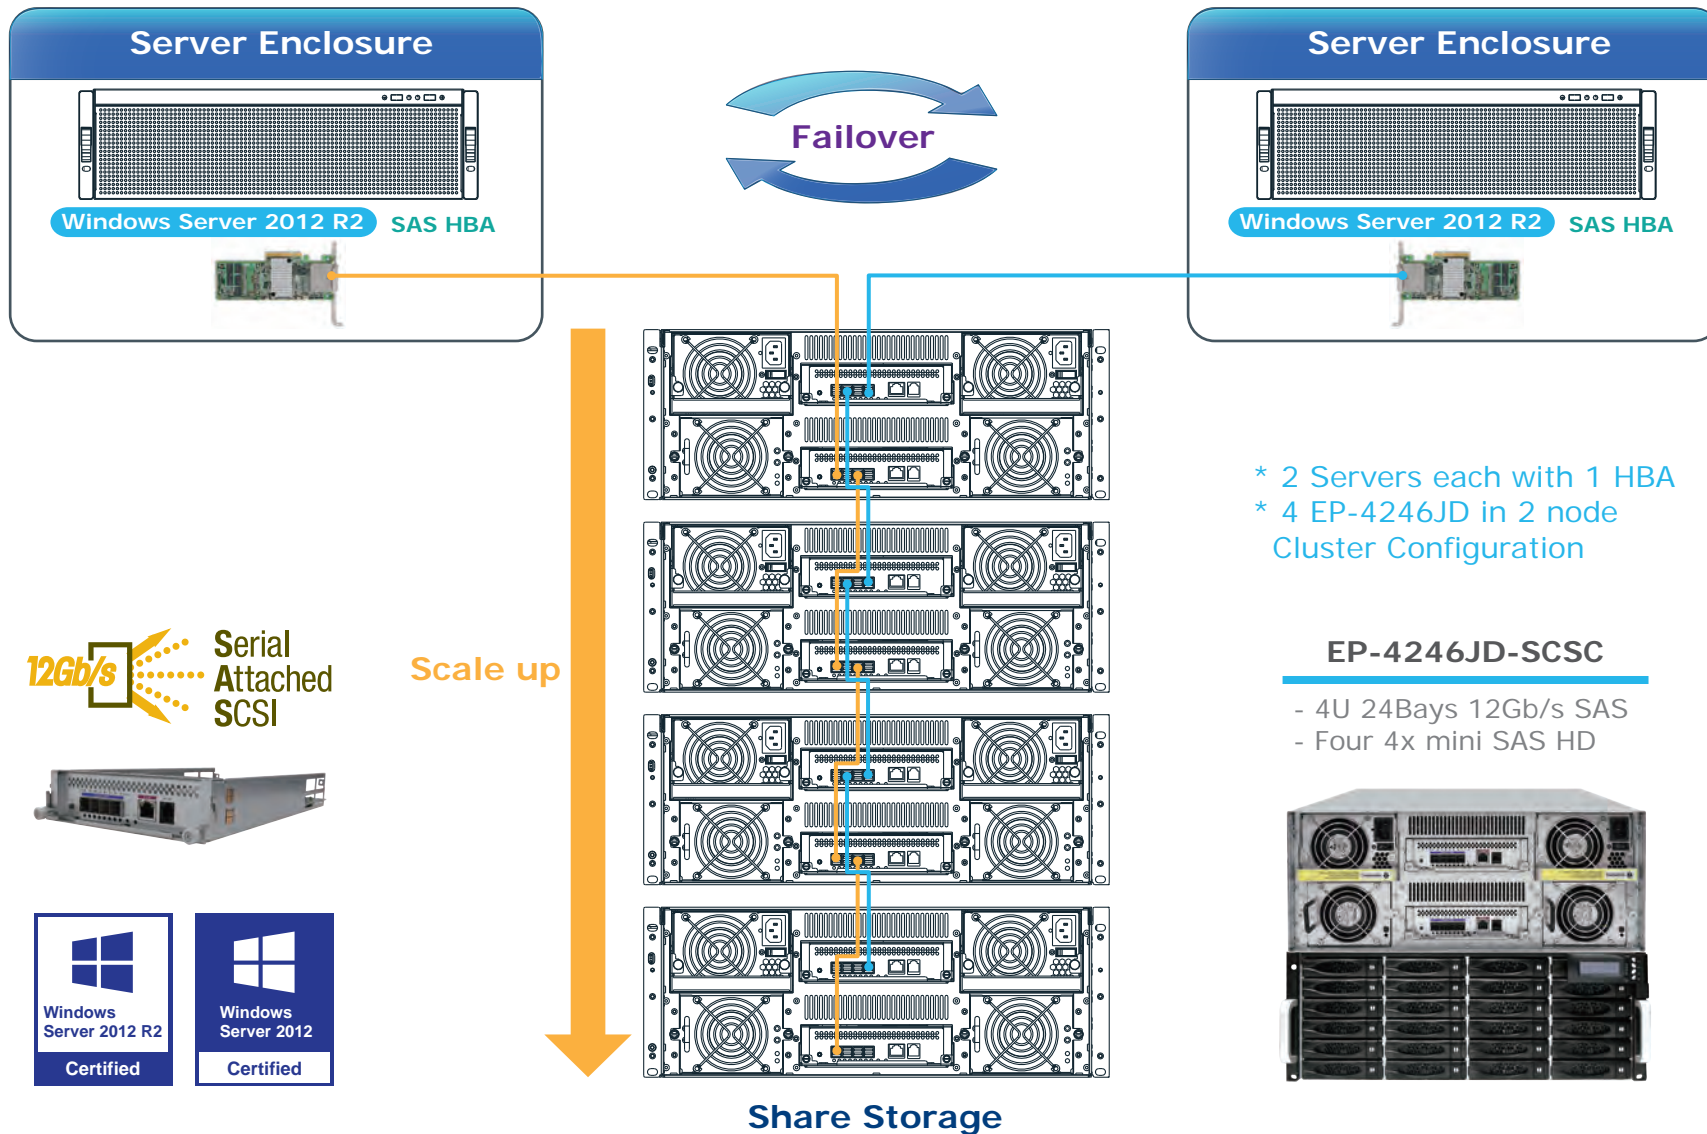 Server Enclosure
Windows Server 2012 R2
SAS HBA
Failover
Server Enclosure
Windows Server 2012 R2
SAS HBA
* 2 Servers each with 1 HBA
* 4 EP-4246JD in 2 node
Cluster Configuration
12Gb/s
Serial
Attached
SCSI
Scale up
EP-4246JD-SCSC
- 4U 24Bays 12Gb/s SAS
- Four 4x mini SAS HD
Windows
Server 2012 R2
Certified
Windows
Server 2012
Certified
Share Storage